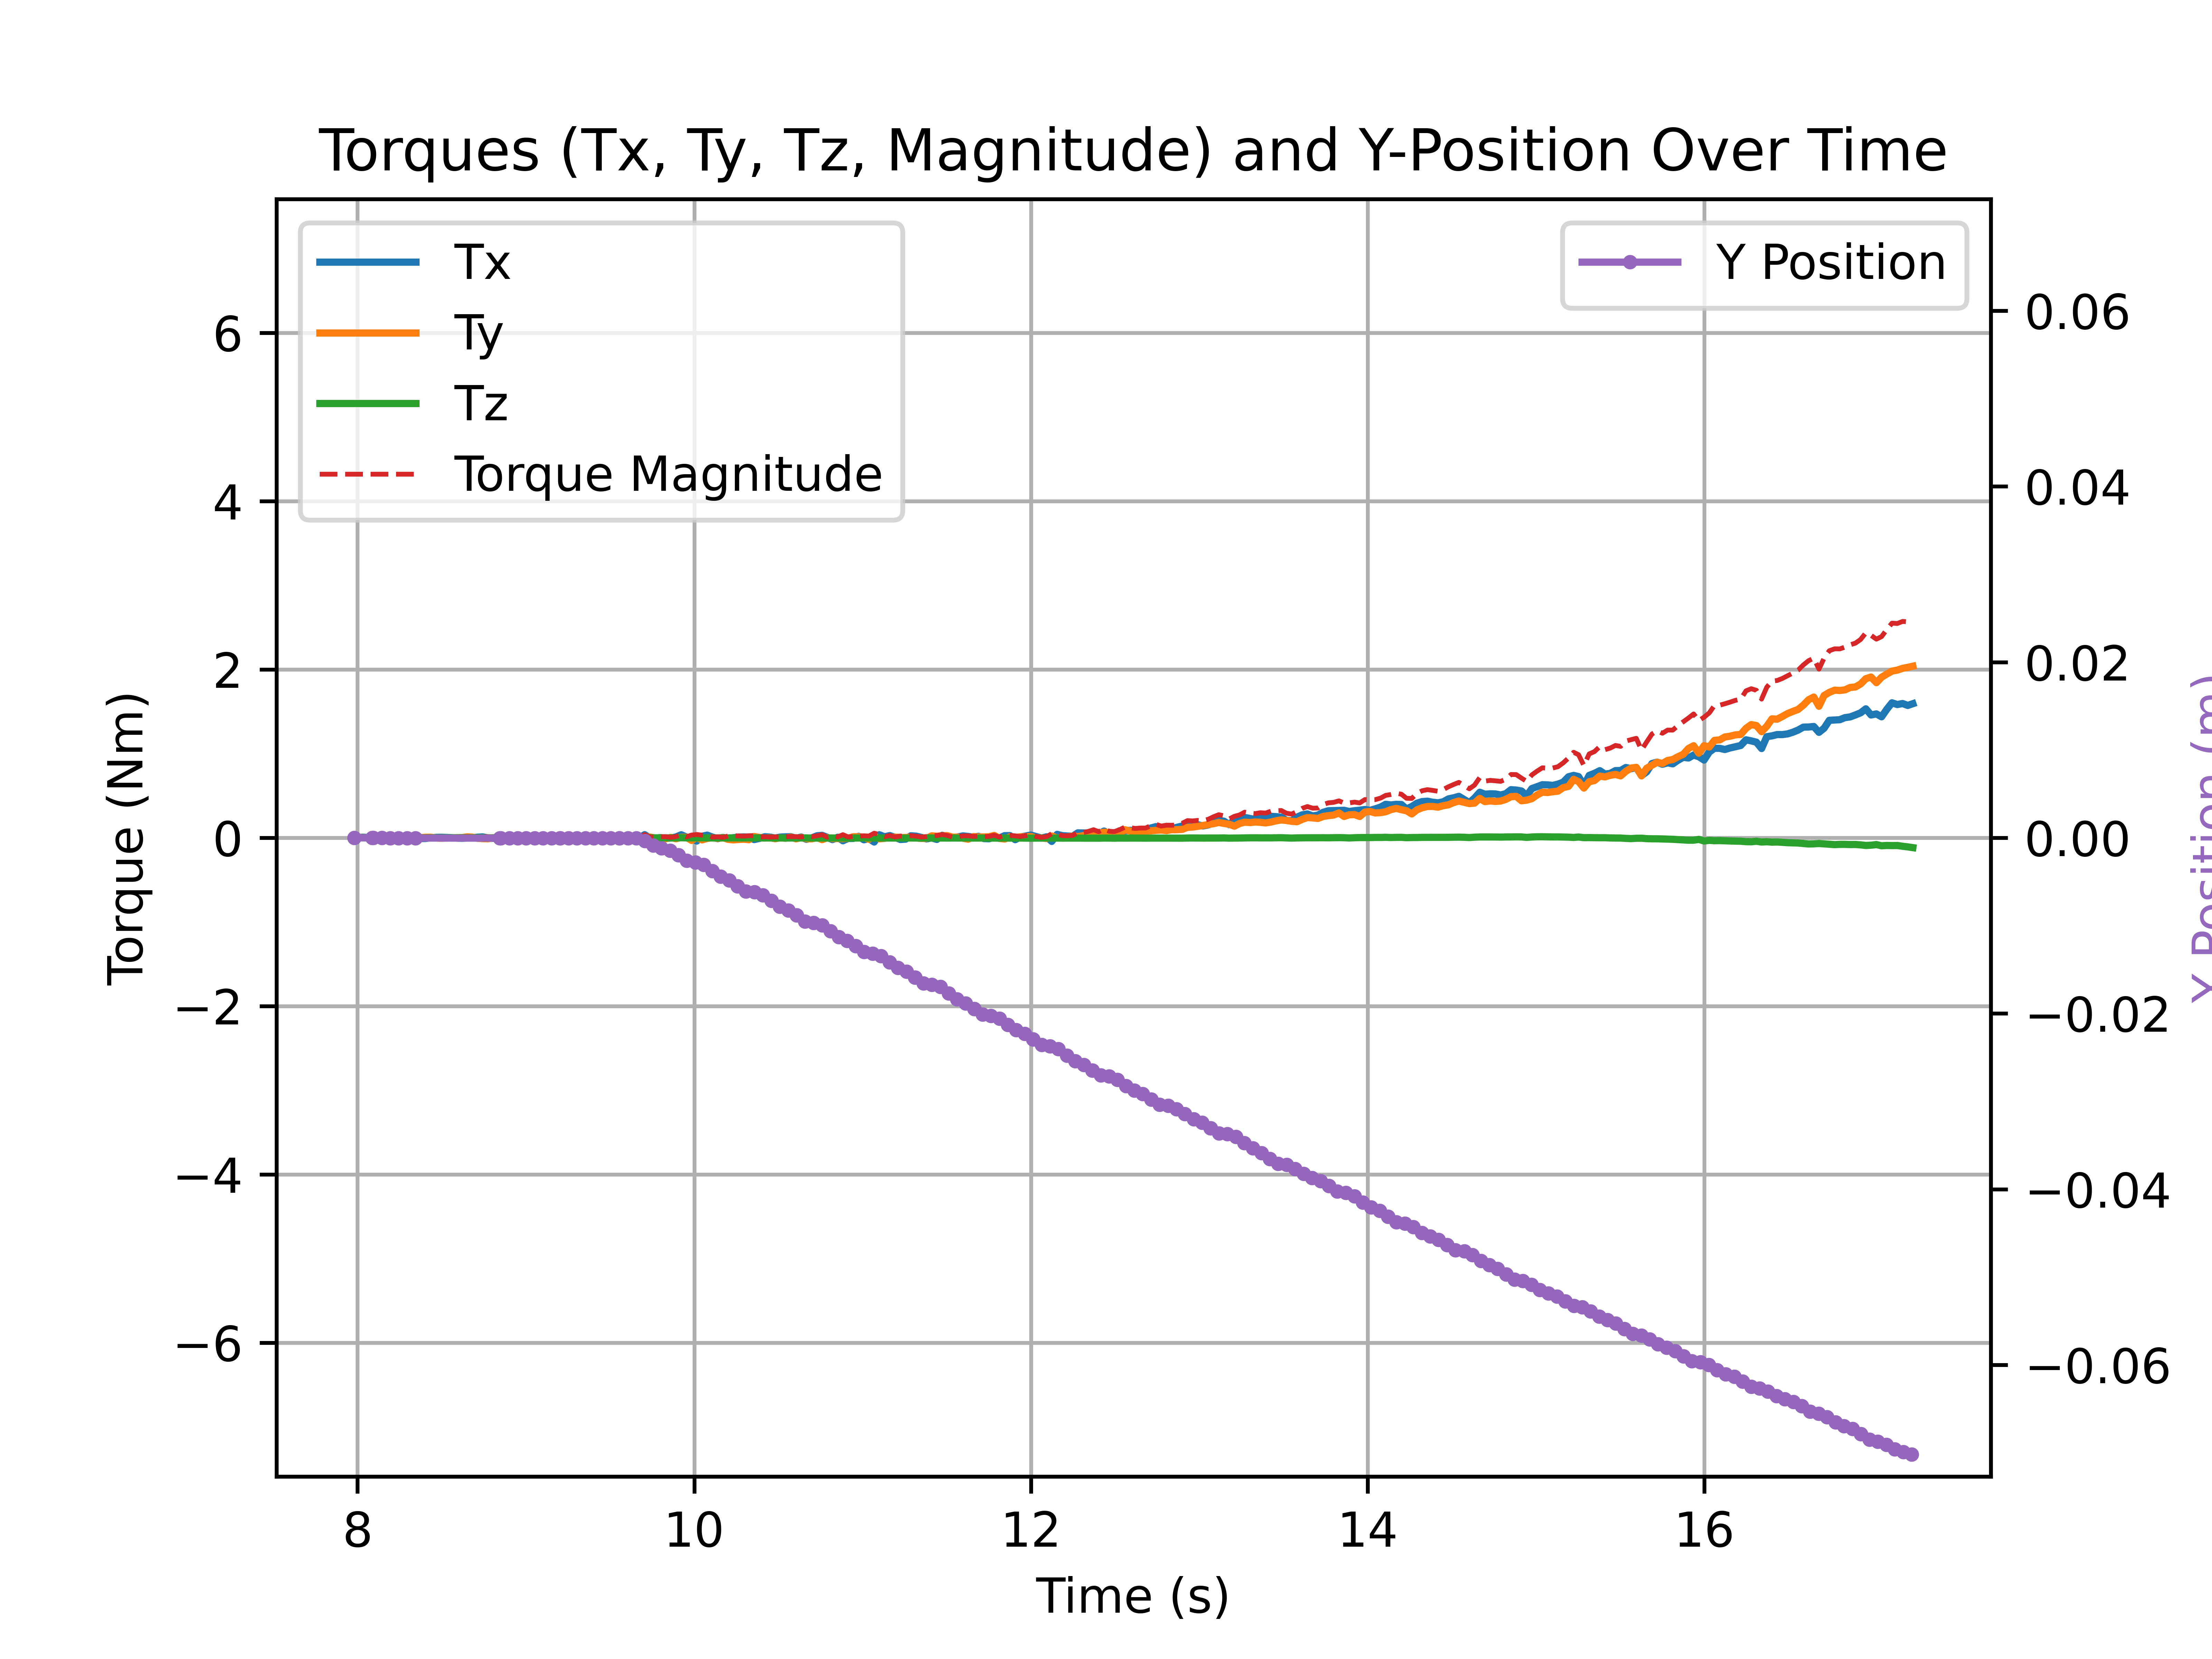 Torques (Tx, Ty, Tz, Magnitude) and Y-Position Over Time
Tx
Ty
Tz
Torque Magnitude
Y Position
6
4
2
0
−2
−4
−6
Torque (Nm)
0.06
0.04
0.02
0.00
−0.02
−0.04
−0.06
Y Position (m)
8
10
12
14
16
Time (s)